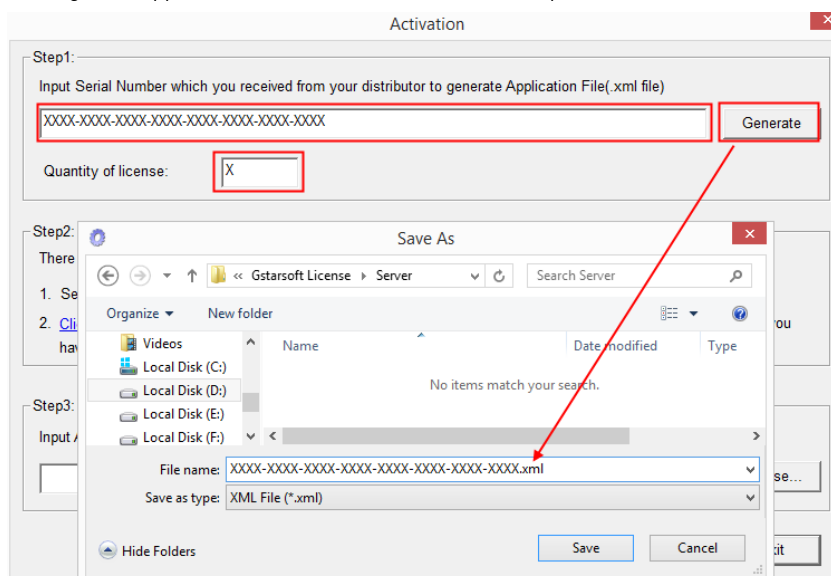 Activation
Step1:
Input Serial Number which you received from your distributor to generate Application File(.xml file)
XXXX-XXXX-XXXX-XXXX-XXXX-XXXX-XXXX-XXXX
Generate
Quantity of license:
X
Step2:
There
1. Se
2. Cli
ha
you
Save As
« Gstarsoft License Server
Search Server
Organize
New folder
Name
Date modified
Type
Videos
Local Disk (C:)
Local Disk (D:)
Local Disk (E:)
Local Disk (F:)
No items match your search.
Step3:
Input A
se...
File name:
XXXX-XXXX-XXXX-XXXX-XXXX-XXXX-XXXX-XXXX.xml
Save as type:
XML File (*.xml)
Hide Folders
Save
Cancel
xit